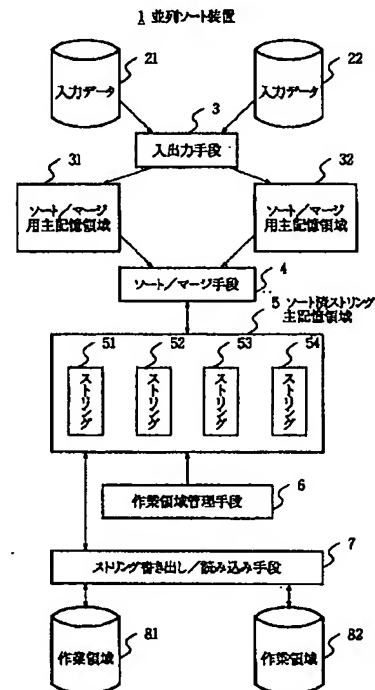 1 並列ソート装置
21
22
入力データ
入力データ
3
入出力手段
31
32
ソート/マージ
用主記憶領域
ソート/マージ
用主記憶領域
4
ソート/マージ手段
5 ソート済ストリング
主記憶領域
51
52
53
54
ストリング
ストリング
ストリング
ストリング
6
作業領域管理手段
7
ストリング書き出し/読み込み手段
81
82
作業領域
作業領域